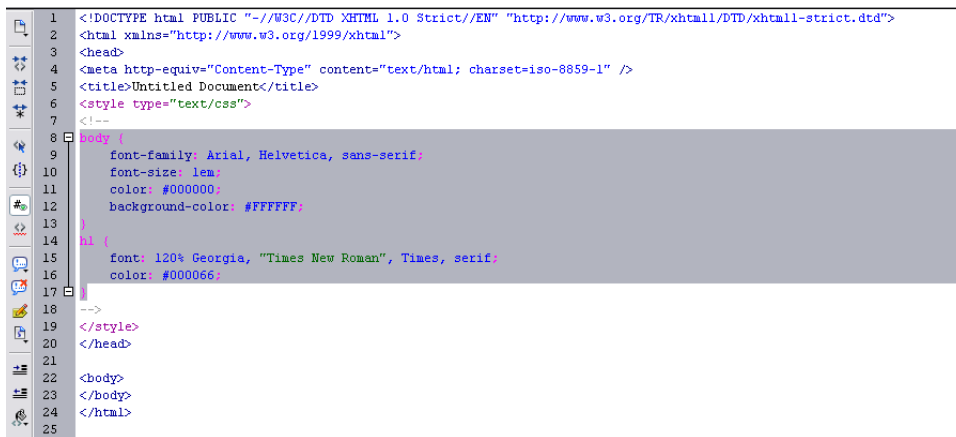 1 <!DOCTYPE html PUBLIC "-//W3C//DTD XHTML 1.0 Strict//EN" "http://www.w3.org/TR/xhtml1/DTD/xhtml1-strict.dtd">
2 <html xmlns="http://www.w3.org/1999/xhtml">
3 <head>
4 <meta http-equiv="Content-Type" content="text/html; charset=iso-8859-1" />
5 <title>Untitled Document</title>
6 <style type="text/css">
7 <!--
8 body {
9     font-family: Arial, Helvetica, sans-serif;
10     font-size: 1em;
11     color: #000000;
12     background-color: #FFFFFF;
13 }
14 h1 {
15     font: 120% Georgia, "Times New Roman", Times, serif;
16     color: #000066;
17 }
18 -->
19 </style>
20 </head>
21
22 <body>
23 </body>
24 </html>
25